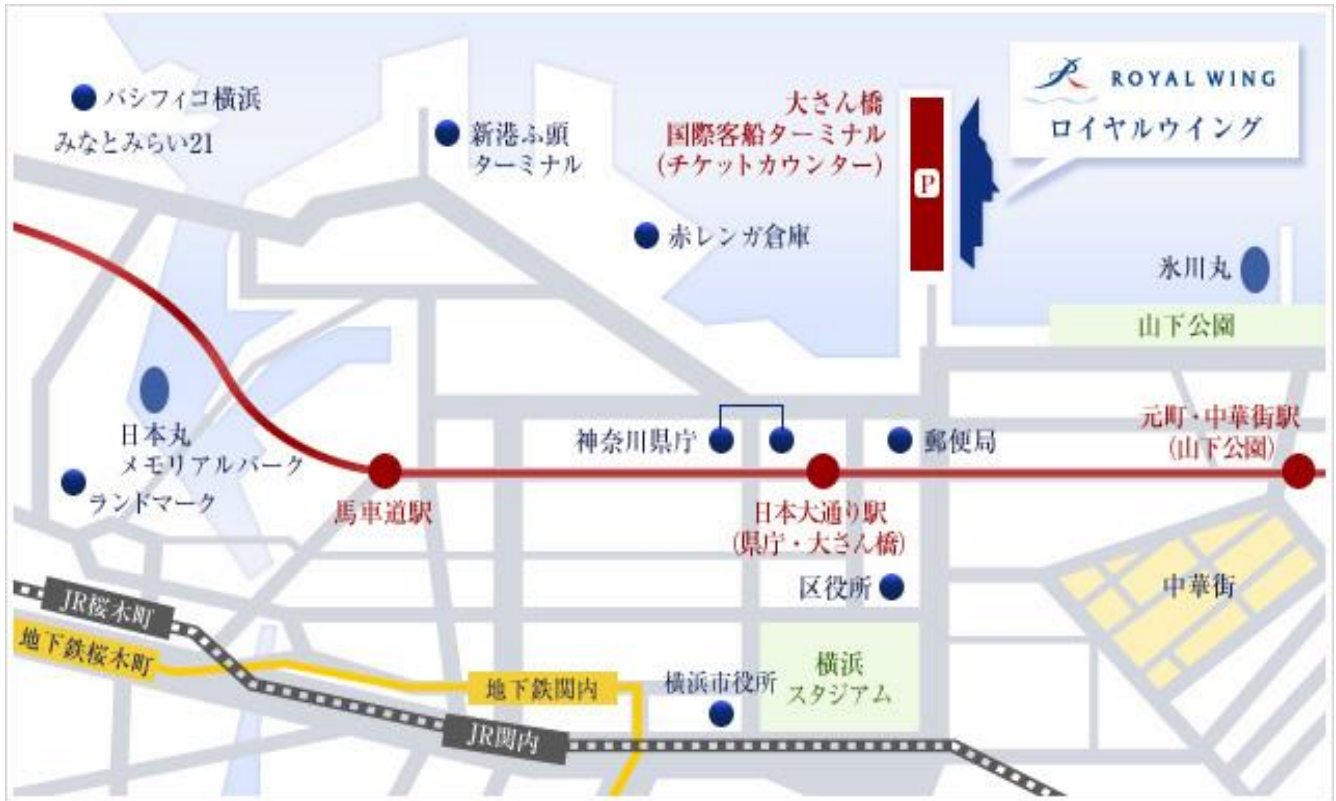 パシフィコ横浜
みなとみらい21
新港ふ頭
ターミナル
大さん橋
国際客船ターミナル
(チケットカウンター)
P
ROYAL WING
ロイヤルウイング
赤レンガ倉庫
氷川丸
山下公園
日本丸
メモリアルパーク
ランドマーク
馬車道駅
神奈川県庁
郵便局
元町・中華街駅
(山下公園)
日本大通り駅
(県庁・大さん橋)
区役所
中華街
JR桜木町
地下鉄桜木町
地下鉄関内
JR関内
横浜市役所
横浜
スタジアム